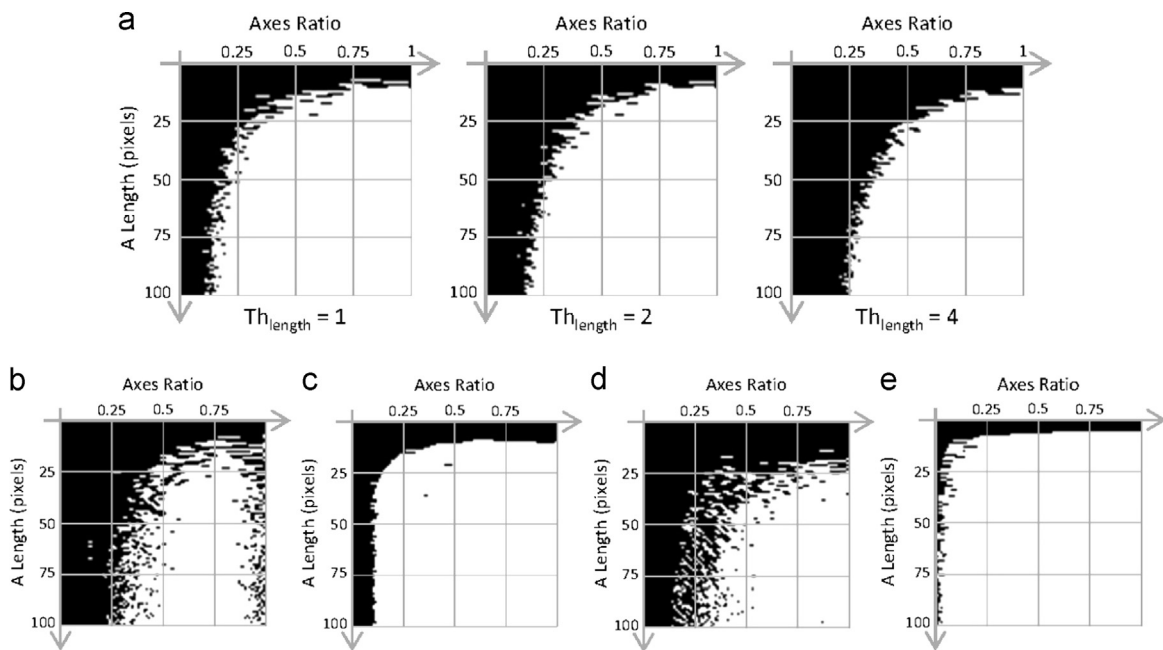 a
Axes Ratio
Axes Ratio
Axes Ratio
0.25 0.5 0.75 1
0.25 0.5 0.75 1
0.25 0.5 0.75 1
A Length (pixels)
25
50
75
100
25
50
75
100
25
50
75
100
Th_length = 1
Th_length = 2
Th_length = 4
b
Axes Ratio
0.25 0.5 0.75
A Length (pixels)
25
50
75
100
c
Axes Ratio
0.25 0.5 0.75
A Length (pixels)
25
50
75
100
d
Axes Ratio
0.25 0.5 0.75
A Length (pixels)
25
50
75
100
e
Axes Ratio
0.25 0.5 0.75
A Length (pixels)
25
50
75
100